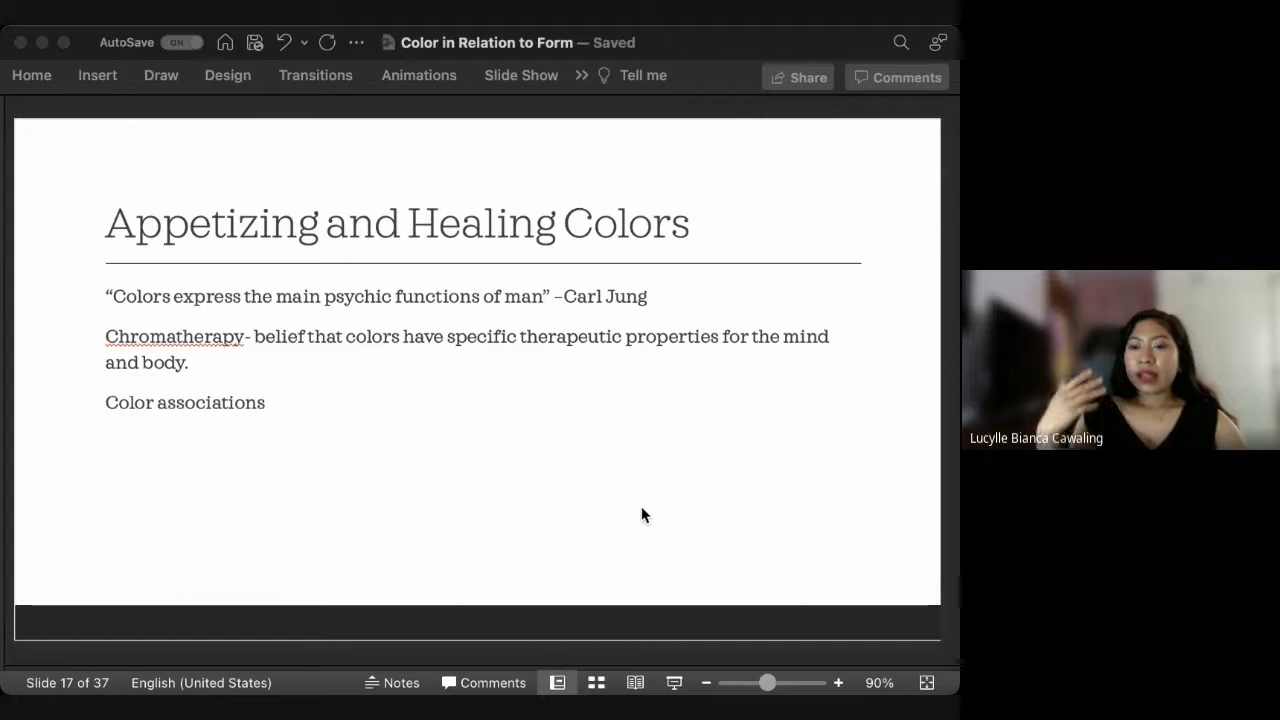 AutoSave ON ... Color in Relation to Form — Saved
Home Insert Draw Design Transitions Animations Slide Show >> Tell me Share Comments
Appetizing and Healing Colors
“Colors express the main psychic functions of man” –Carl Jung
Chromatherapy- belief that colors have specific therapeutic properties for the mind
and body.
Color associations
Lucylle Bianca Cawaling
Slide 17 of 37 English (United States) Notes Comments − + 90%